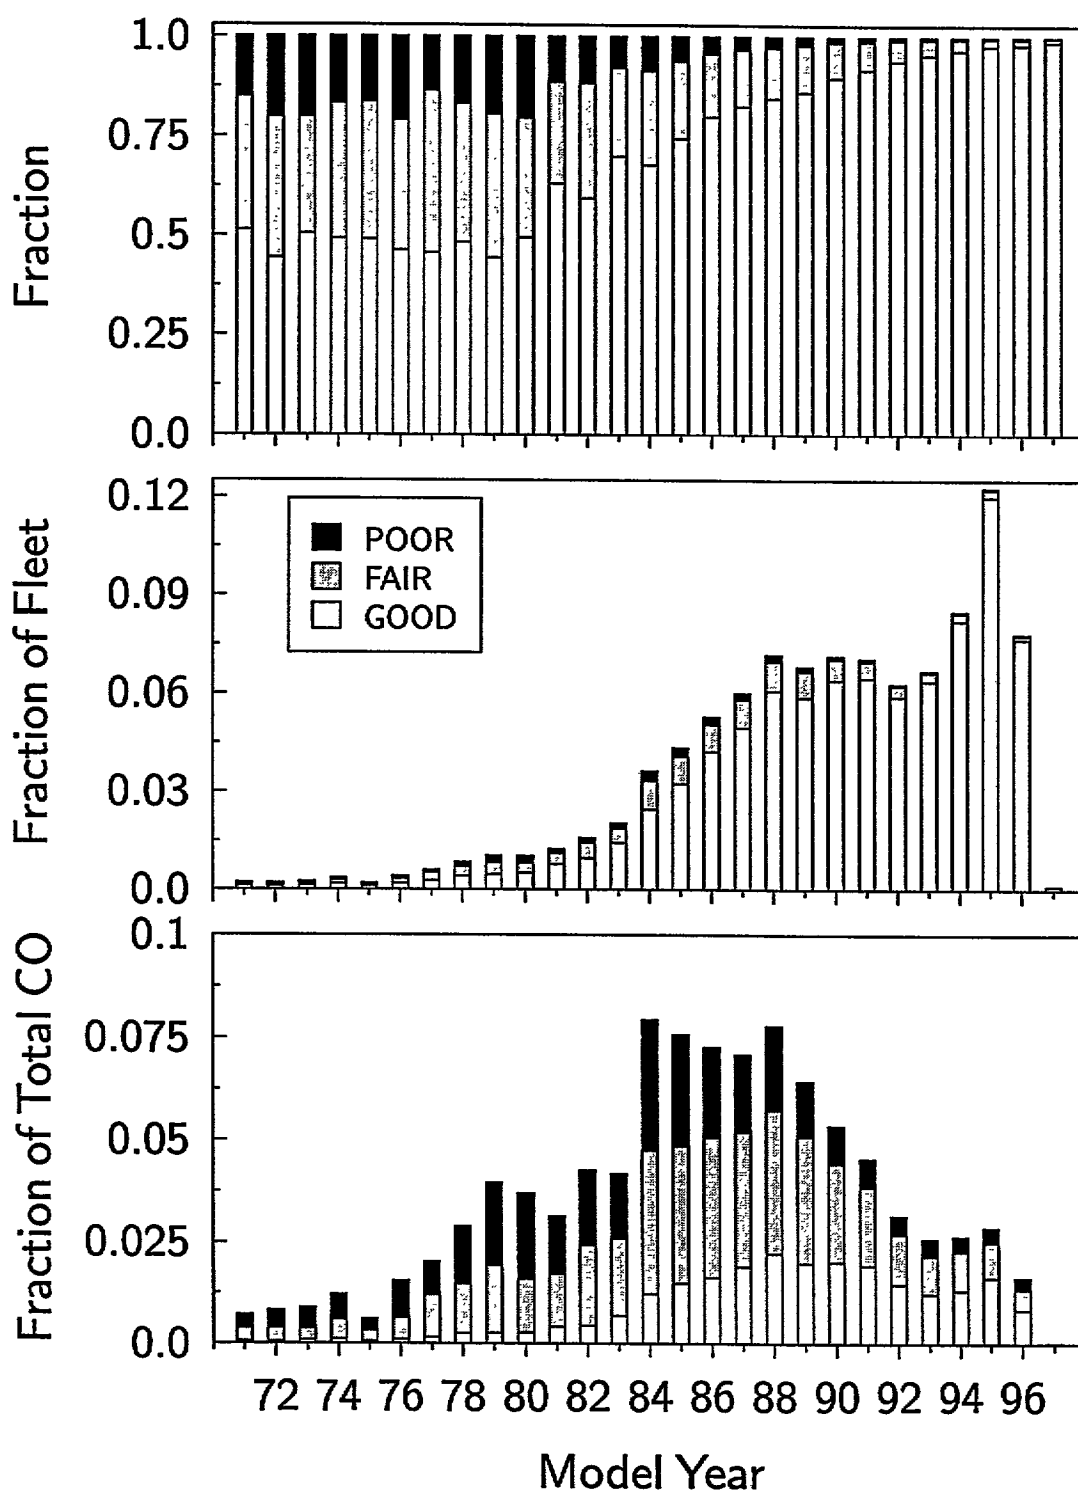 Fraction
1.0
0.75
0.5
0.25
0.0
Fraction of Fleet
0.12
0.09
0.06
0.03
0.0
POOR
FAIR
GOOD
Fraction of Total CO
0.1
0.075
0.05
0.025
0.0
72 74 76 78 80 82 84 86 88 90 92 94 96
Model Year